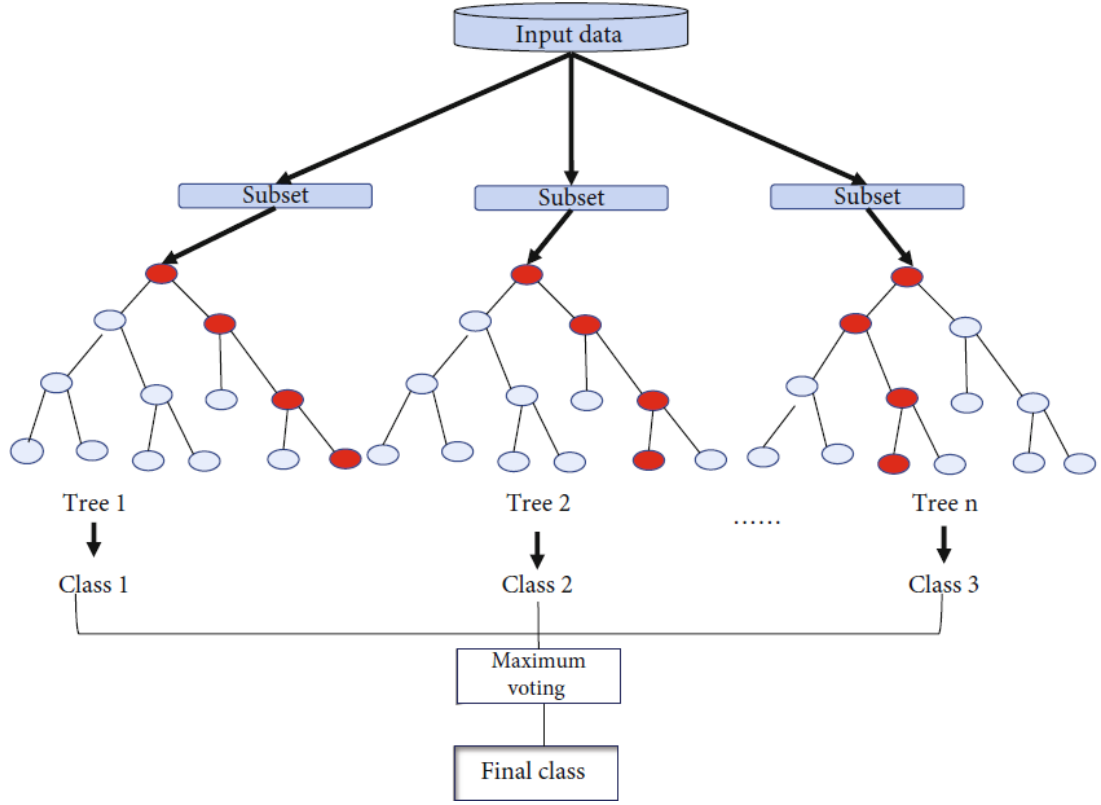 Input data
Subset
Subset
Subset
Tree 1
Tree 2
......
Tree n
Class 1
Class 2
Class 3
Maximum
voting
Final class